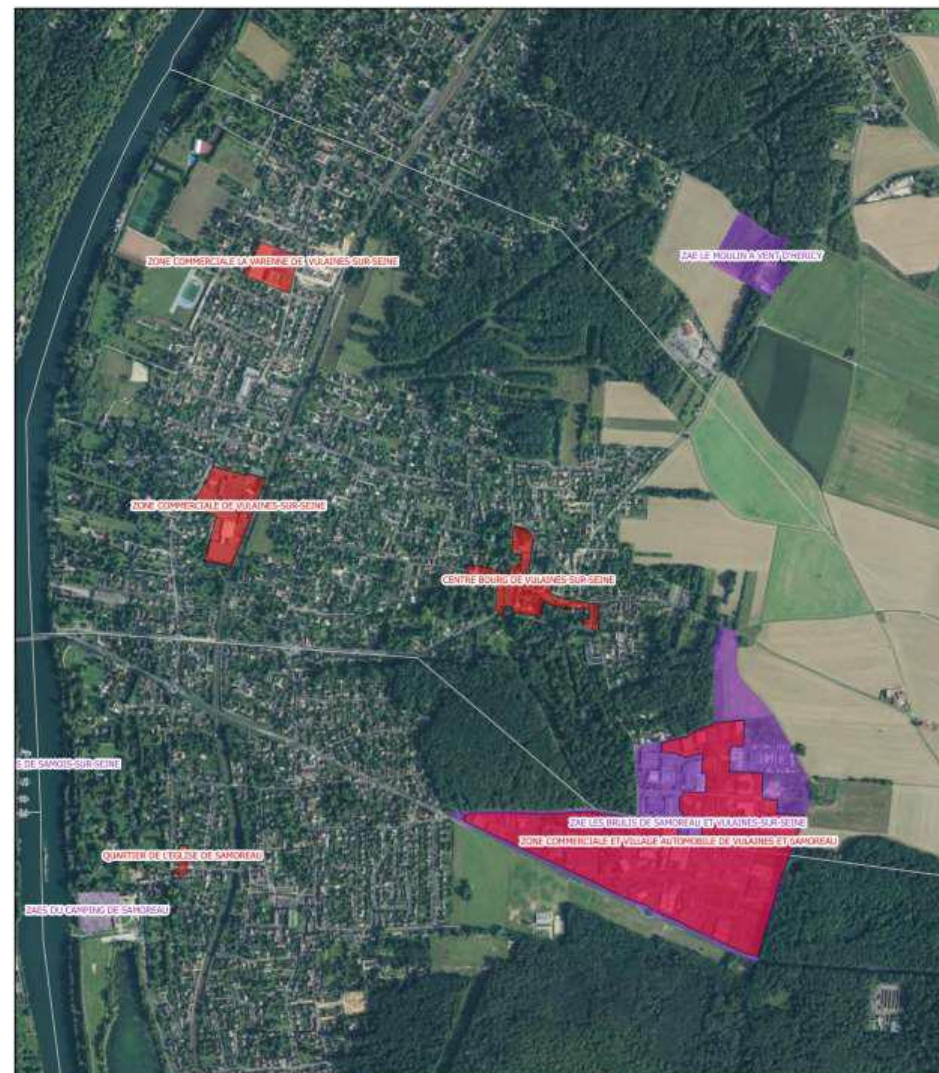 ZAE LE MOULIN À VENT D'HERICY
ZONE COMMERCIALE LA VARENNE DE VULAINES-SUR-SEINE
ZONE COMMERCIALE DE VULAINES-SUR-SEINE
CENTRE BOURG DE VULAINES-SUR-SEINE
S DE SAMOIS-SUR-SEINE
ZAE LES BRULIS DE SAMOREAU ET VULAINES-SUR-SEINE
ZONE COMMERCIALE ET VILLAGE AUTOMOBILE DE VULAINES ET SAMOREAU
QUARTIER DE L'EGLISE DE SAMOREAU
ZAES DU CAMPING DE SAMOREAU